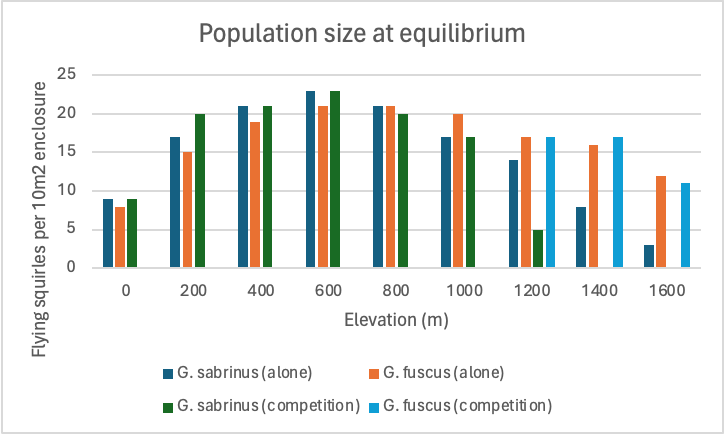 Population size at equilibrium
Flying squirles per 10m2 enclosure
25
20
15
10
5
0
0 200 400 600 800 1000 1200 1400 1600
Elevation (m)
G. sabrinus (alone) G. fuscus (alone)
G. sabrinus (competition) G. fuscus (competition)